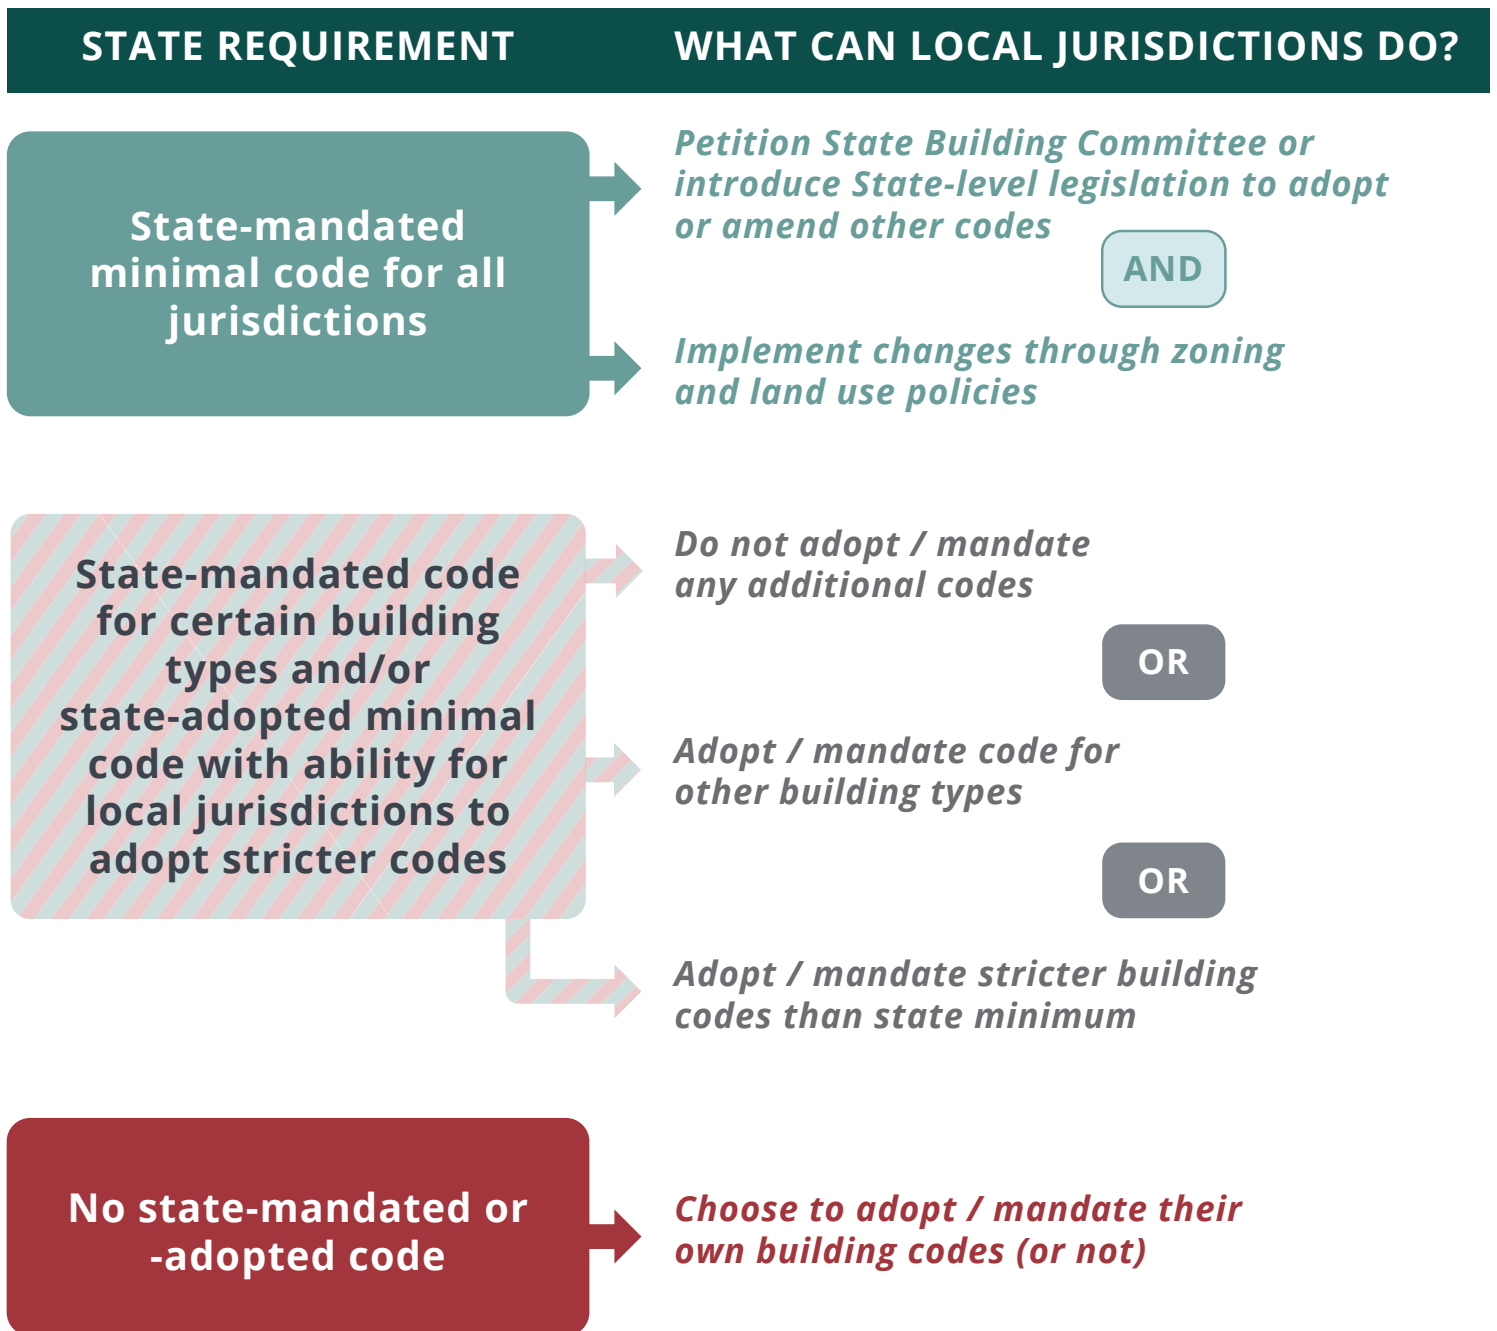 STATE REQUIREMENT
WHAT CAN LOCAL JURISDICTIONS DO?
State-mandated
minimal code for all
jurisdictions
Petition State Building Committee or
introduce State-level legislation to adopt
or amend other codes
AND
Implement changes through zoning
and land use policies
State-mandated code
for certain building
types and/or
state-adopted minimal
code with ability for
local jurisdictions to
adopt stricter codes
Do not adopt / mandate
any additional codes
OR
Adopt / mandate code for
other building types
OR
Adopt / mandate stricter building
codes than state minimum
No state-mandated or
-adopted code
Choose to adopt / mandate their
own building codes (or not)